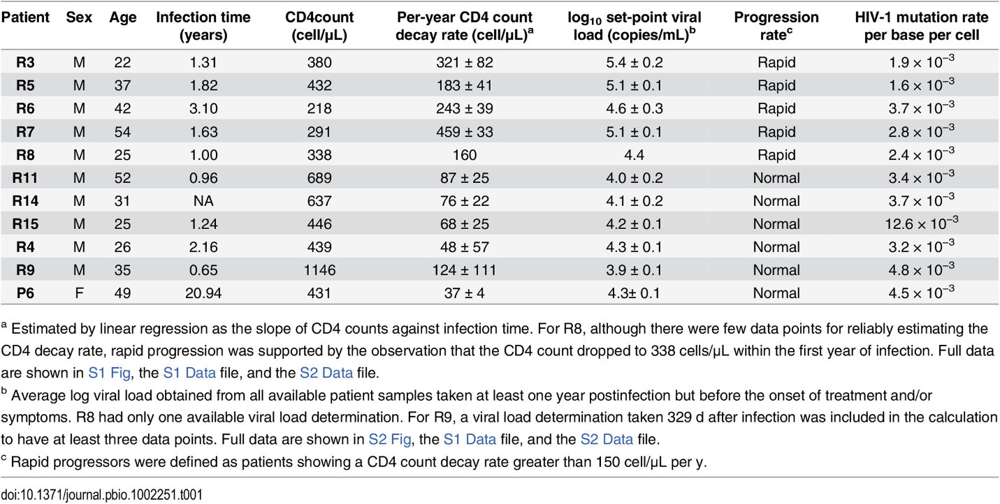 Patient Sex Age Infection time (years) CD4count (cell/µL) Per-year CD4 count decay rate (cell/µL)a log10 set-point viral load (copies/mL)b Progression ratec HIV-1 mutation rate per base per cell
R3 M 22 1.31 380 321 ± 82 5.4 ± 0.2 Rapid 1.9 × 10–3
R5 M 37 1.82 432 183 ± 41 5.1 ± 0.1 Rapid 1.6 × 10–3
R6 M 42 3.10 218 243 ± 39 4.6 ± 0.3 Rapid 3.7 × 10–3
R7 M 54 1.63 291 459 ± 33 5.1 ± 0.1 Rapid 2.8 × 10–3
R8 M 25 1.00 338 160 4.4 Rapid 2.4 × 10–3
R11 M 52 0.96 689 87 ± 25 4.0 ± 0.2 Normal 3.4 × 10–3
R14 M 31 NA 637 76 ± 22 4.1 ± 0.2 Normal 3.7 × 10–3
R15 M 25 1.24 446 68 ± 25 4.2 ± 0.1 Normal 12.6 × 10–3
R4 M 26 2.16 439 48 ± 57 4.3 ± 0.1 Normal 3.2 × 10–3
R9 M 35 0.65 1146 124 ± 111 3.9 ± 0.1 Normal 4.8 × 10–3
P6 F 49 20.94 431 37 ± 4 4.3± 0.1 Normal 4.5 × 10–3
a Estimated by linear regression as the slope of CD4 counts against infection time. For R8, although there were few data points for reliably estimating the
CD4 decay rate, rapid progression was supported by the observation that the CD4 count dropped to 338 cells/µL within the first year of infection. Full data
are shown in S1 Fig, the S1 Data file, and the S2 Data file.
b Average log viral load obtained from all available patient samples taken at least one year postinfection but before the onset of treatment and/or
symptoms. R8 had only one available viral load determination. For R9, a viral load determination taken 329 d after infection was included in the calculation
to have at least three data points. Full data are shown in S2 Fig, the S1 Data file, and the S2 Data file.
c Rapid progressors were defined as patients showing a CD4 count decay rate greater than 150 cell/µL per y.
doi:10.1371/journal.pbio.1002251.t001